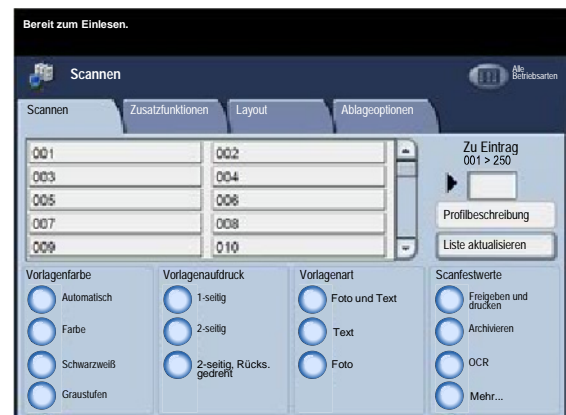 Bereit zum Einlesen.
Scannen
Alle
Betriebsarten
Scannen
Zusatzfunktionen
Layout
Ablageoptionen
001
002
003
004
005
006
007
008
009
010
Zu Eintrag
001 > 250
Profilbeschreibung
Liste aktualisieren
Vorlagenfarbe
Automatisch
Farbe
Schwarzweiß
Graustufen
Vorlagenaufdruck
1-seitig
2-seitig
2-seitig, Rücks.
gedreht
Vorlagenart
Foto und Text
Text
Foto
Scanfestwerte
Freigeben und
drucken
Archivieren
OCR
Mehr...